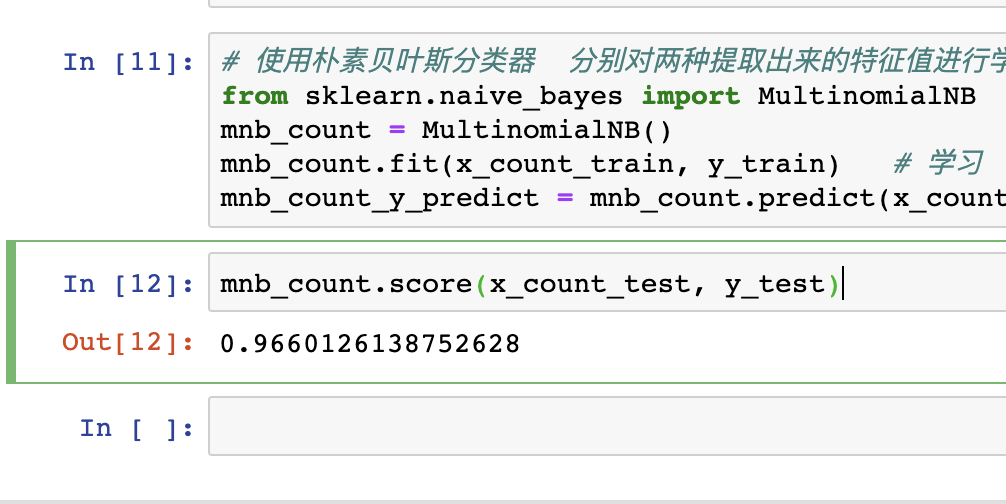 In [11]: # 使用朴素贝叶斯分类器 分别对两种提取出来的特征值进行学
from sklearn.naive_bayes import MultinomialNB
mnb_count = MultinomialNB()
mnb_count.fit(x_count_train, y_train) # 学习
mnb_count_y_predict = mnb_count.predict(x_count
In [12]: mnb_count.score(x_count_test, y_test)
Out[12]: 0.9660126138752628
In [ ]: